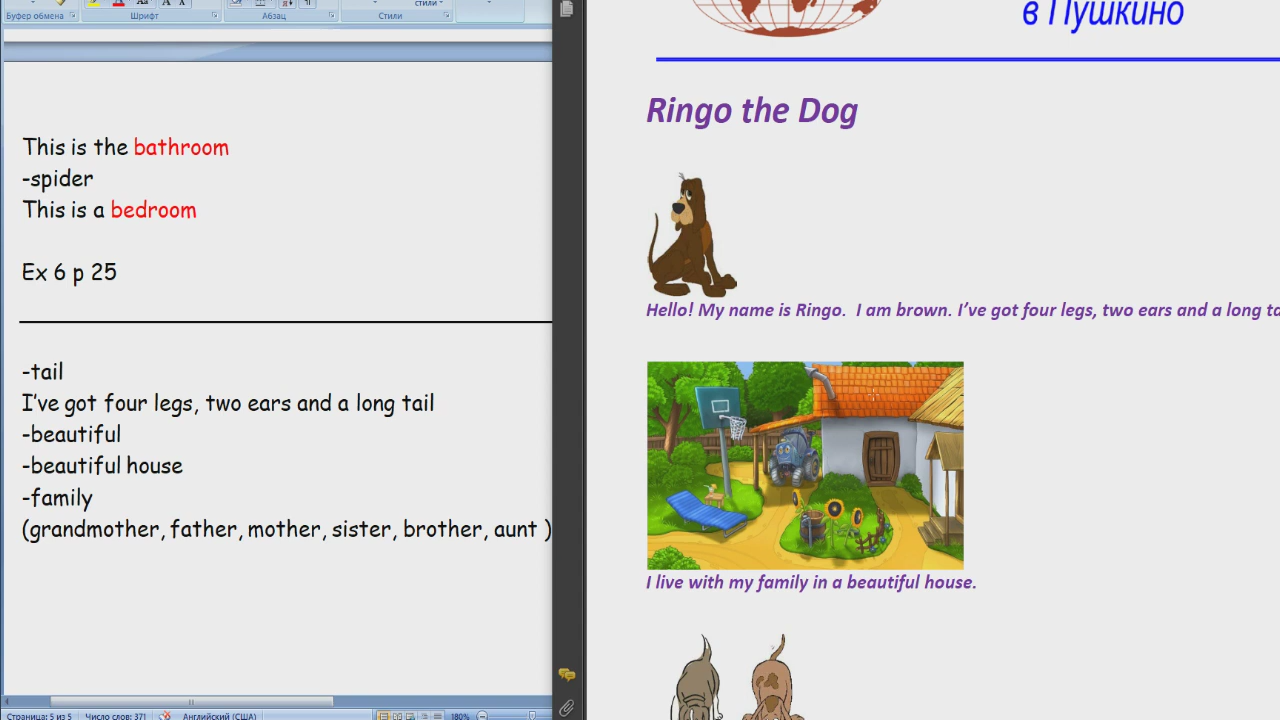 Буфер обмена
Шрифт
Абзац
Стили
стили
This is the bathroom
-spider
This is a bedroom
Ex 6 p 25
-tail
I've got four legs, two ears and a long tail
-beautiful
-beautiful house
-family
(grandmother, father, mother, sister, brother, aunt )
Страница: 5 из 5 Число слов: 371 Английский (США) 180%
в Пушкино
Ringo the Dog
Hello! My name is Ringo. I am brown. I've got four legs, two ears and a long
I live with my family in a beautiful house.